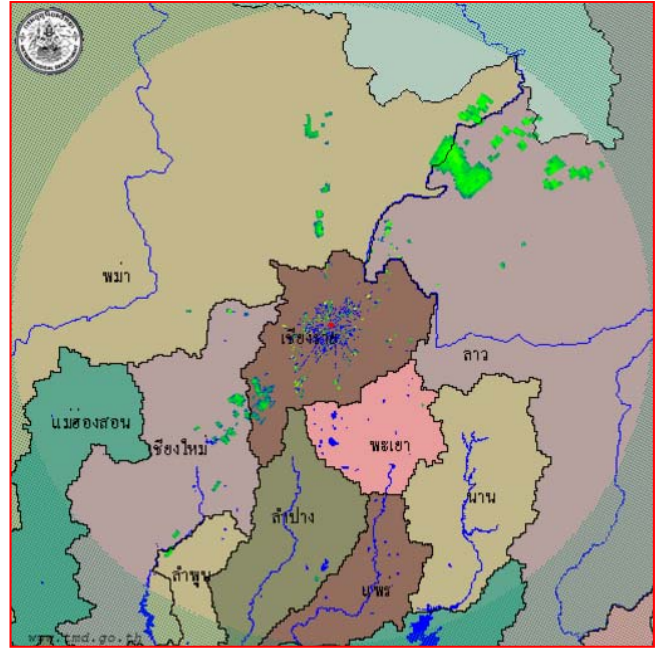 พม่า
เชียงราย
ลาว
แม่ฮ่องสอน
เชียงใหม่
พะเยา
น่าน
ลำปาง
ลำพูน
แพร่
www.tmd.go.th